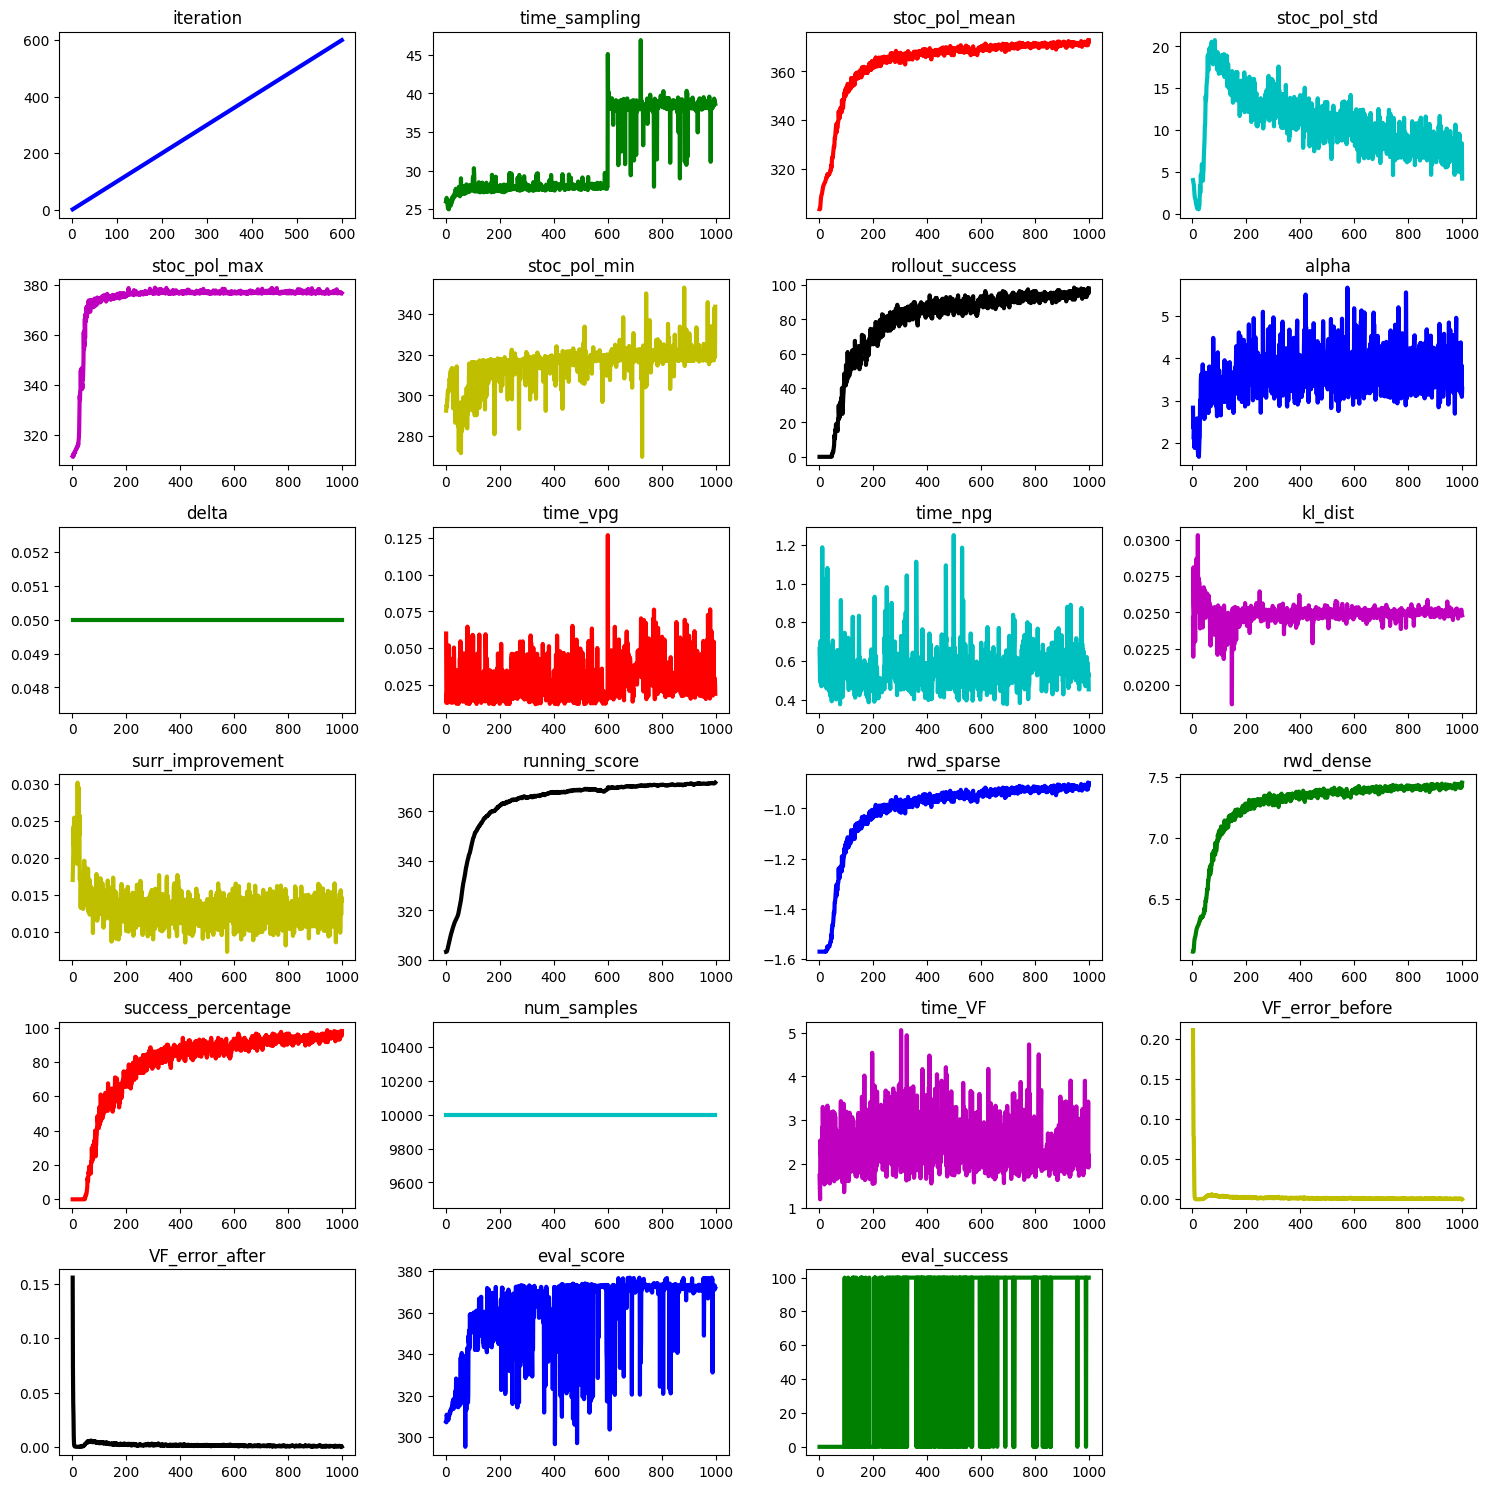 iteration time_sampling stoc_pol_mean stoc_pol_std
600 400 200 0
0 100 200 300 400 500 600
45 40 35 30 25
0 200 400 600 800 1000
360 340 320
0 200 400 600 800 1000
20 15 10 5 0
0 200 400 600 800 1000
stoc_pol_max stoc_pol_min rollout_success alpha
380 360 340 320
0 200 400 600 800 1000
340 320 300 280
0 200 400 600 800 1000
100 80 60 40 20 0
0 200 400 600 800 1000
5 4 3 2
0 200 400 600 800 1000
delta time_vpg time_npg kl_dist
0.052 0.051 0.050 0.049 0.048
0 200 400 600 800 1000
0.125 0.100 0.075 0.050 0.025
0 200 400 600 800 1000
1.2 1.0 0.8 0.6 0.4
0 200 400 600 800 1000
0.0300 0.0275 0.0250 0.0225 0.0200
0 200 400 600 800 1000
surr_improvement running_score rwd_sparse rwd_dense
0.030 0.025 0.020 0.015 0.010
0 200 400 600 800 1000
360 340 320 300
0 200 400 600 800 1000
−1.0 −1.2 −1.4 −1.6
0 200 400 600 800 1000
7.5 7.0 6.5
0 200 400 600 800 1000
success_percentage num_samples time_VF VF_error_before
100 80 60 40 20 0
0 200 400 600 800 1000
10400 10200 10000 9800 9600
0 200 400 600 800 1000
5 4 3 2 1
0 200 400 600 800 1000
0.20 0.15 0.10 0.05 0.00
0 200 400 600 800 1000
VF_error_after eval_score eval_success
0.15 0.10 0.05 0.00
0 200 400 600 800 1000
380 360 340 320 300
0 200 400 600 800 1000
100 80 60 40 20 0
0 200 400 600 800 1000